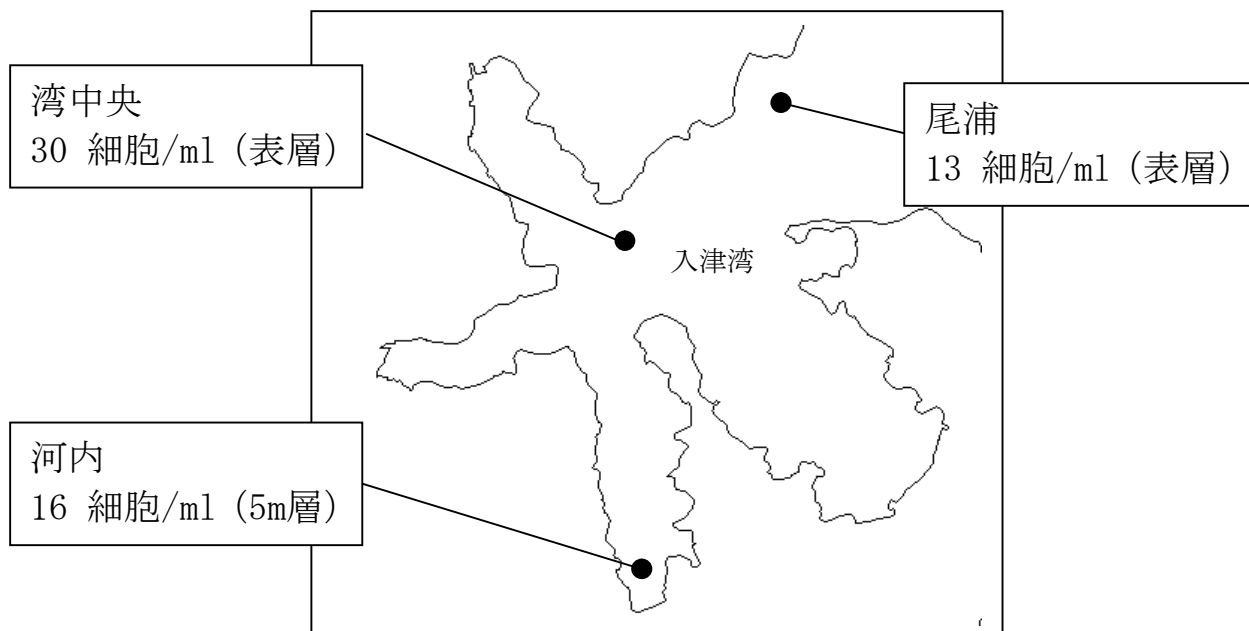 湾中央
30 細胞/ml (表層)
尾浦
13 細胞/ml (表層)
入津湾
河内
16 細胞/ml (5m層)